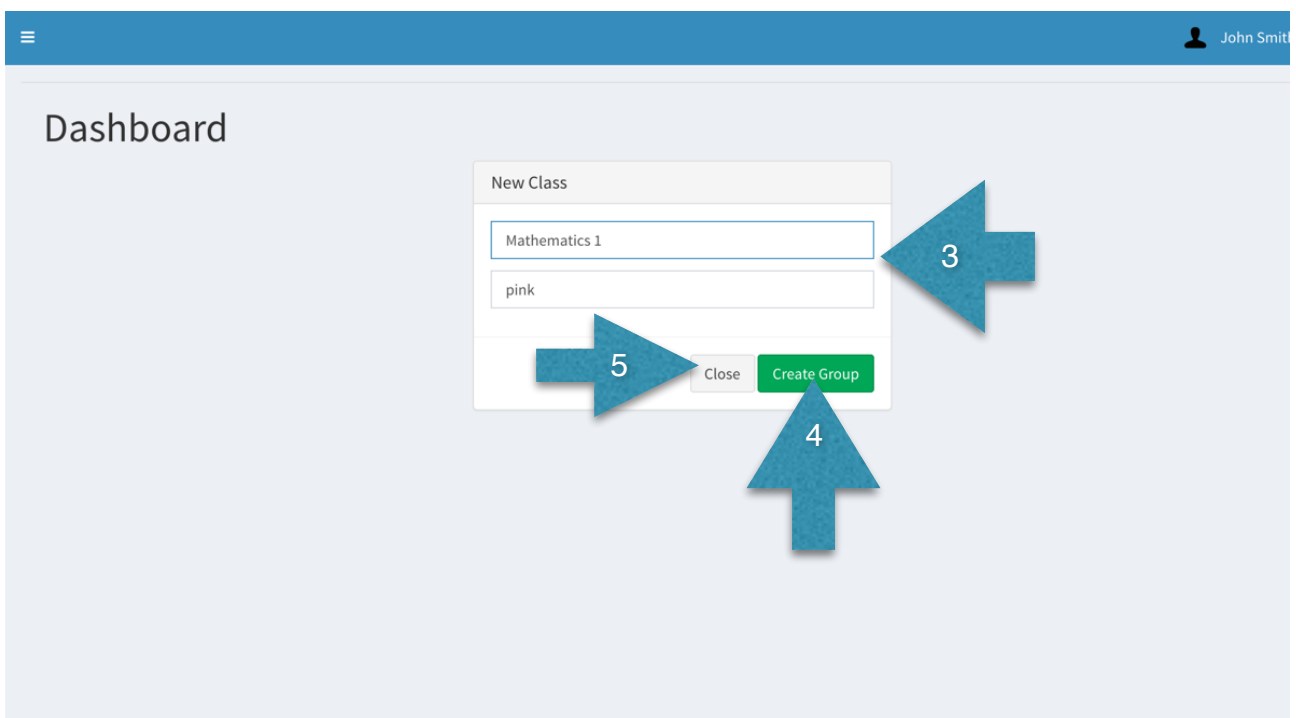 John Smith
Dashboard
New Class
Mathematics 1
3
pink
5
Close
Create Group
4